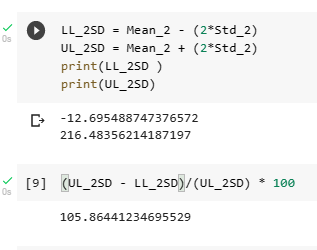 LL_2SD = Mean_2 - (2*Std_2)
UL_2SD = Mean_2 + (2*Std_2)
print(LL_2SD )
print(UL_2SD)
0s
-12.695488747376572
216.48356214187197
[9] (UL_2SD - LL_2SD)/(UL_2SD) * 100
0s
105.86441234695529